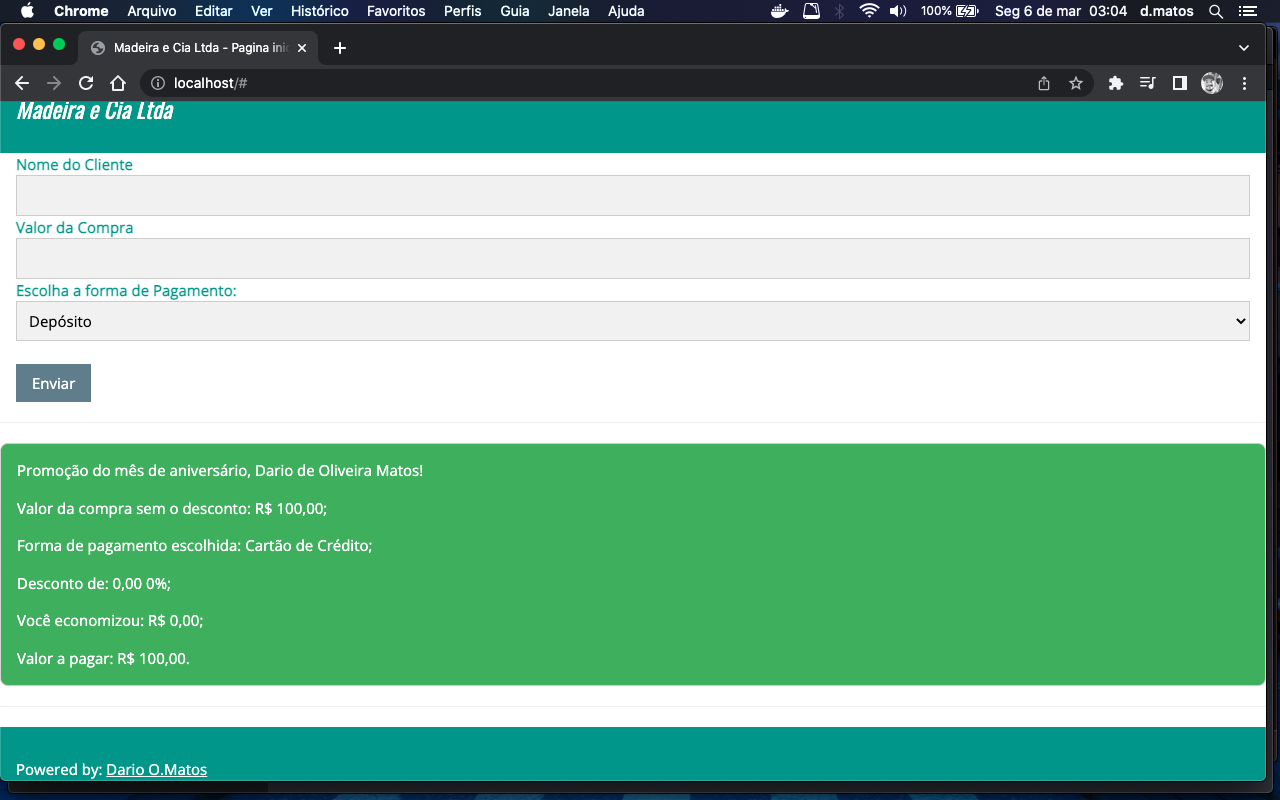 Chrome Arquivo Editar Ver Histórico Favoritos Perfis Guia Janela Ajuda 100% Seg 6 de mar 03:04 d.matos
Madeira e Cia Ltda - Pagina inic
localhost/#
Madeira e Cia Ltda
Nome do Cliente
Valor da Compra
Escolha a forma de Pagamento:
Depósito
Enviar
Promoção do mês de aniversário, Dario de Oliveira Matos!
Valor da compra sem o desconto: R$ 100,00;
Forma de pagamento escolhida: Cartão de Crédito;
Desconto de: 0,00 0%;
Você economizou: R$ 0,00;
Valor a pagar: R$ 100,00.
Powered by: Dario O.Matos